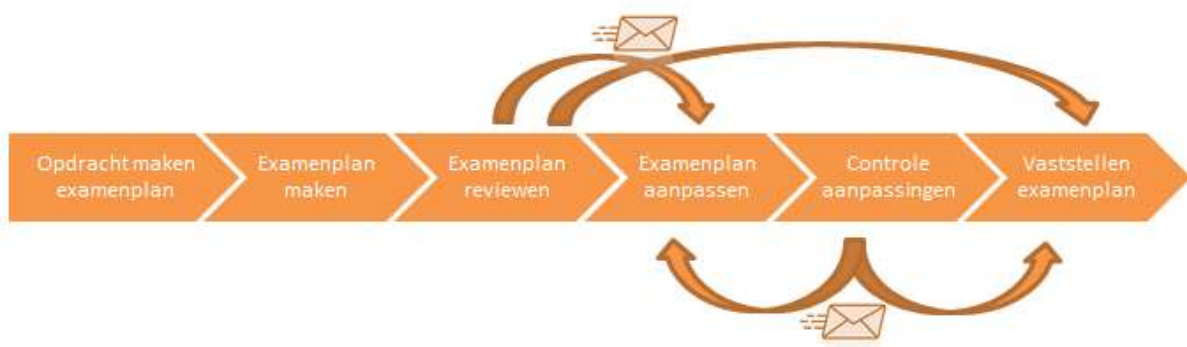 Opdracht maken
examenplan
Examenplan
maken
Examenplan
reviewen
Examenplan
aanpassen
Controle
aanpassingen
Vaststellen
examenplan